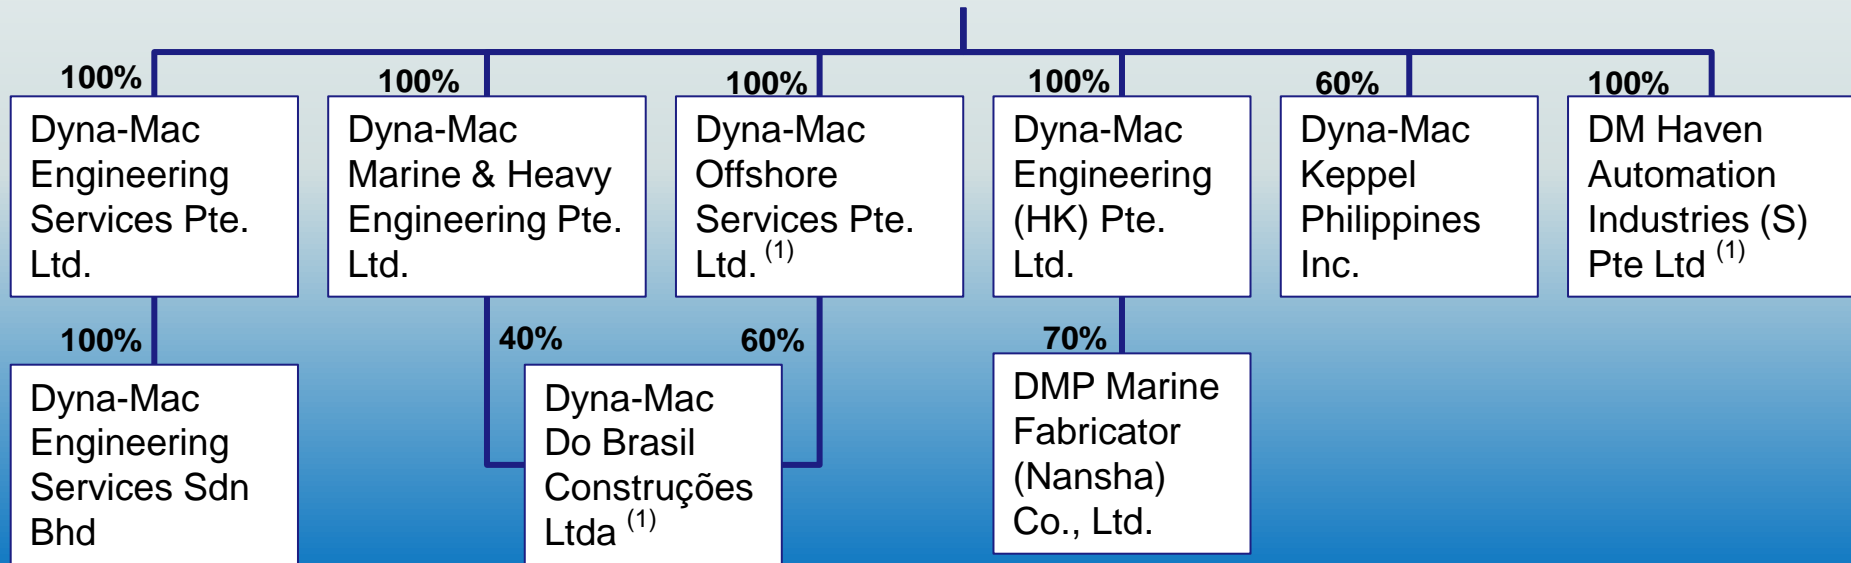 100%
Dyna-Mac
Engineering
Services Pte.
Ltd.
100%
Dyna-Mac
Marine & Heavy
Engineering Pte.
Ltd.
100%
Dyna-Mac
Offshore
Services Pte.
Ltd. (1)
100%
Dyna-Mac
Engineering
(HK) Pte.
Ltd.
60%
Dyna-Mac
Keppel
Philippines
Inc.
100%
DM Haven
Automation
Industries (S)
Pte Ltd (1)
100%
Dyna-Mac
Engineering
Services Sdn
Bhd
40%
60%
Dyna-Mac
Do Brasil
Construções
Ltda (1)
70%
DMP Marine
Fabricator
(Nansha)
Co., Ltd.